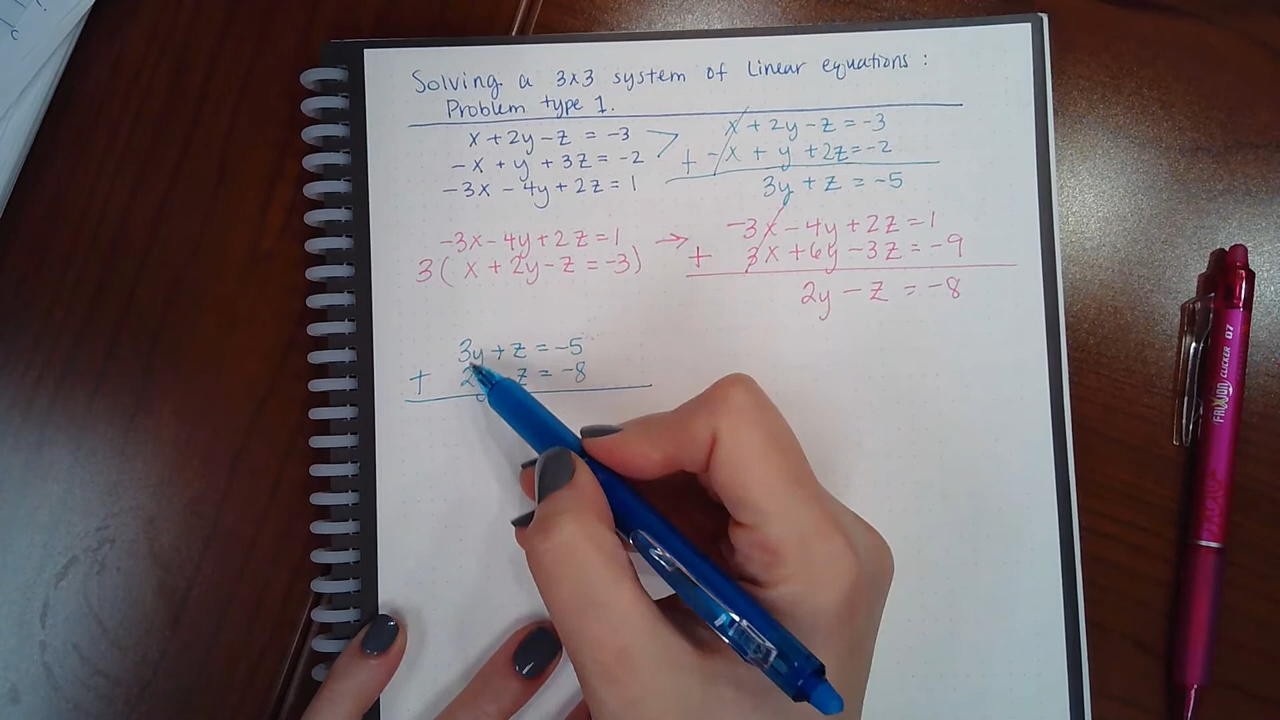 Solving a 3x3 system of linear equations:
Problem type 1.
x + 2y - z = -3
-x + y + 3z = -2
-3x - 4y + 2z = 1
x + 2y - z = -3
+ -x + y + 2z = -2
3y + z = -5
-3x - 4y + 2z = 1 →
3( x + 2y - z = -3)
-3x - 4y + 2z = 1
+ 3x + 6y - 3z = -9
2y - z = -8
3y + z = -5
+ 2 z = -8
FRIXION CLICKER 07